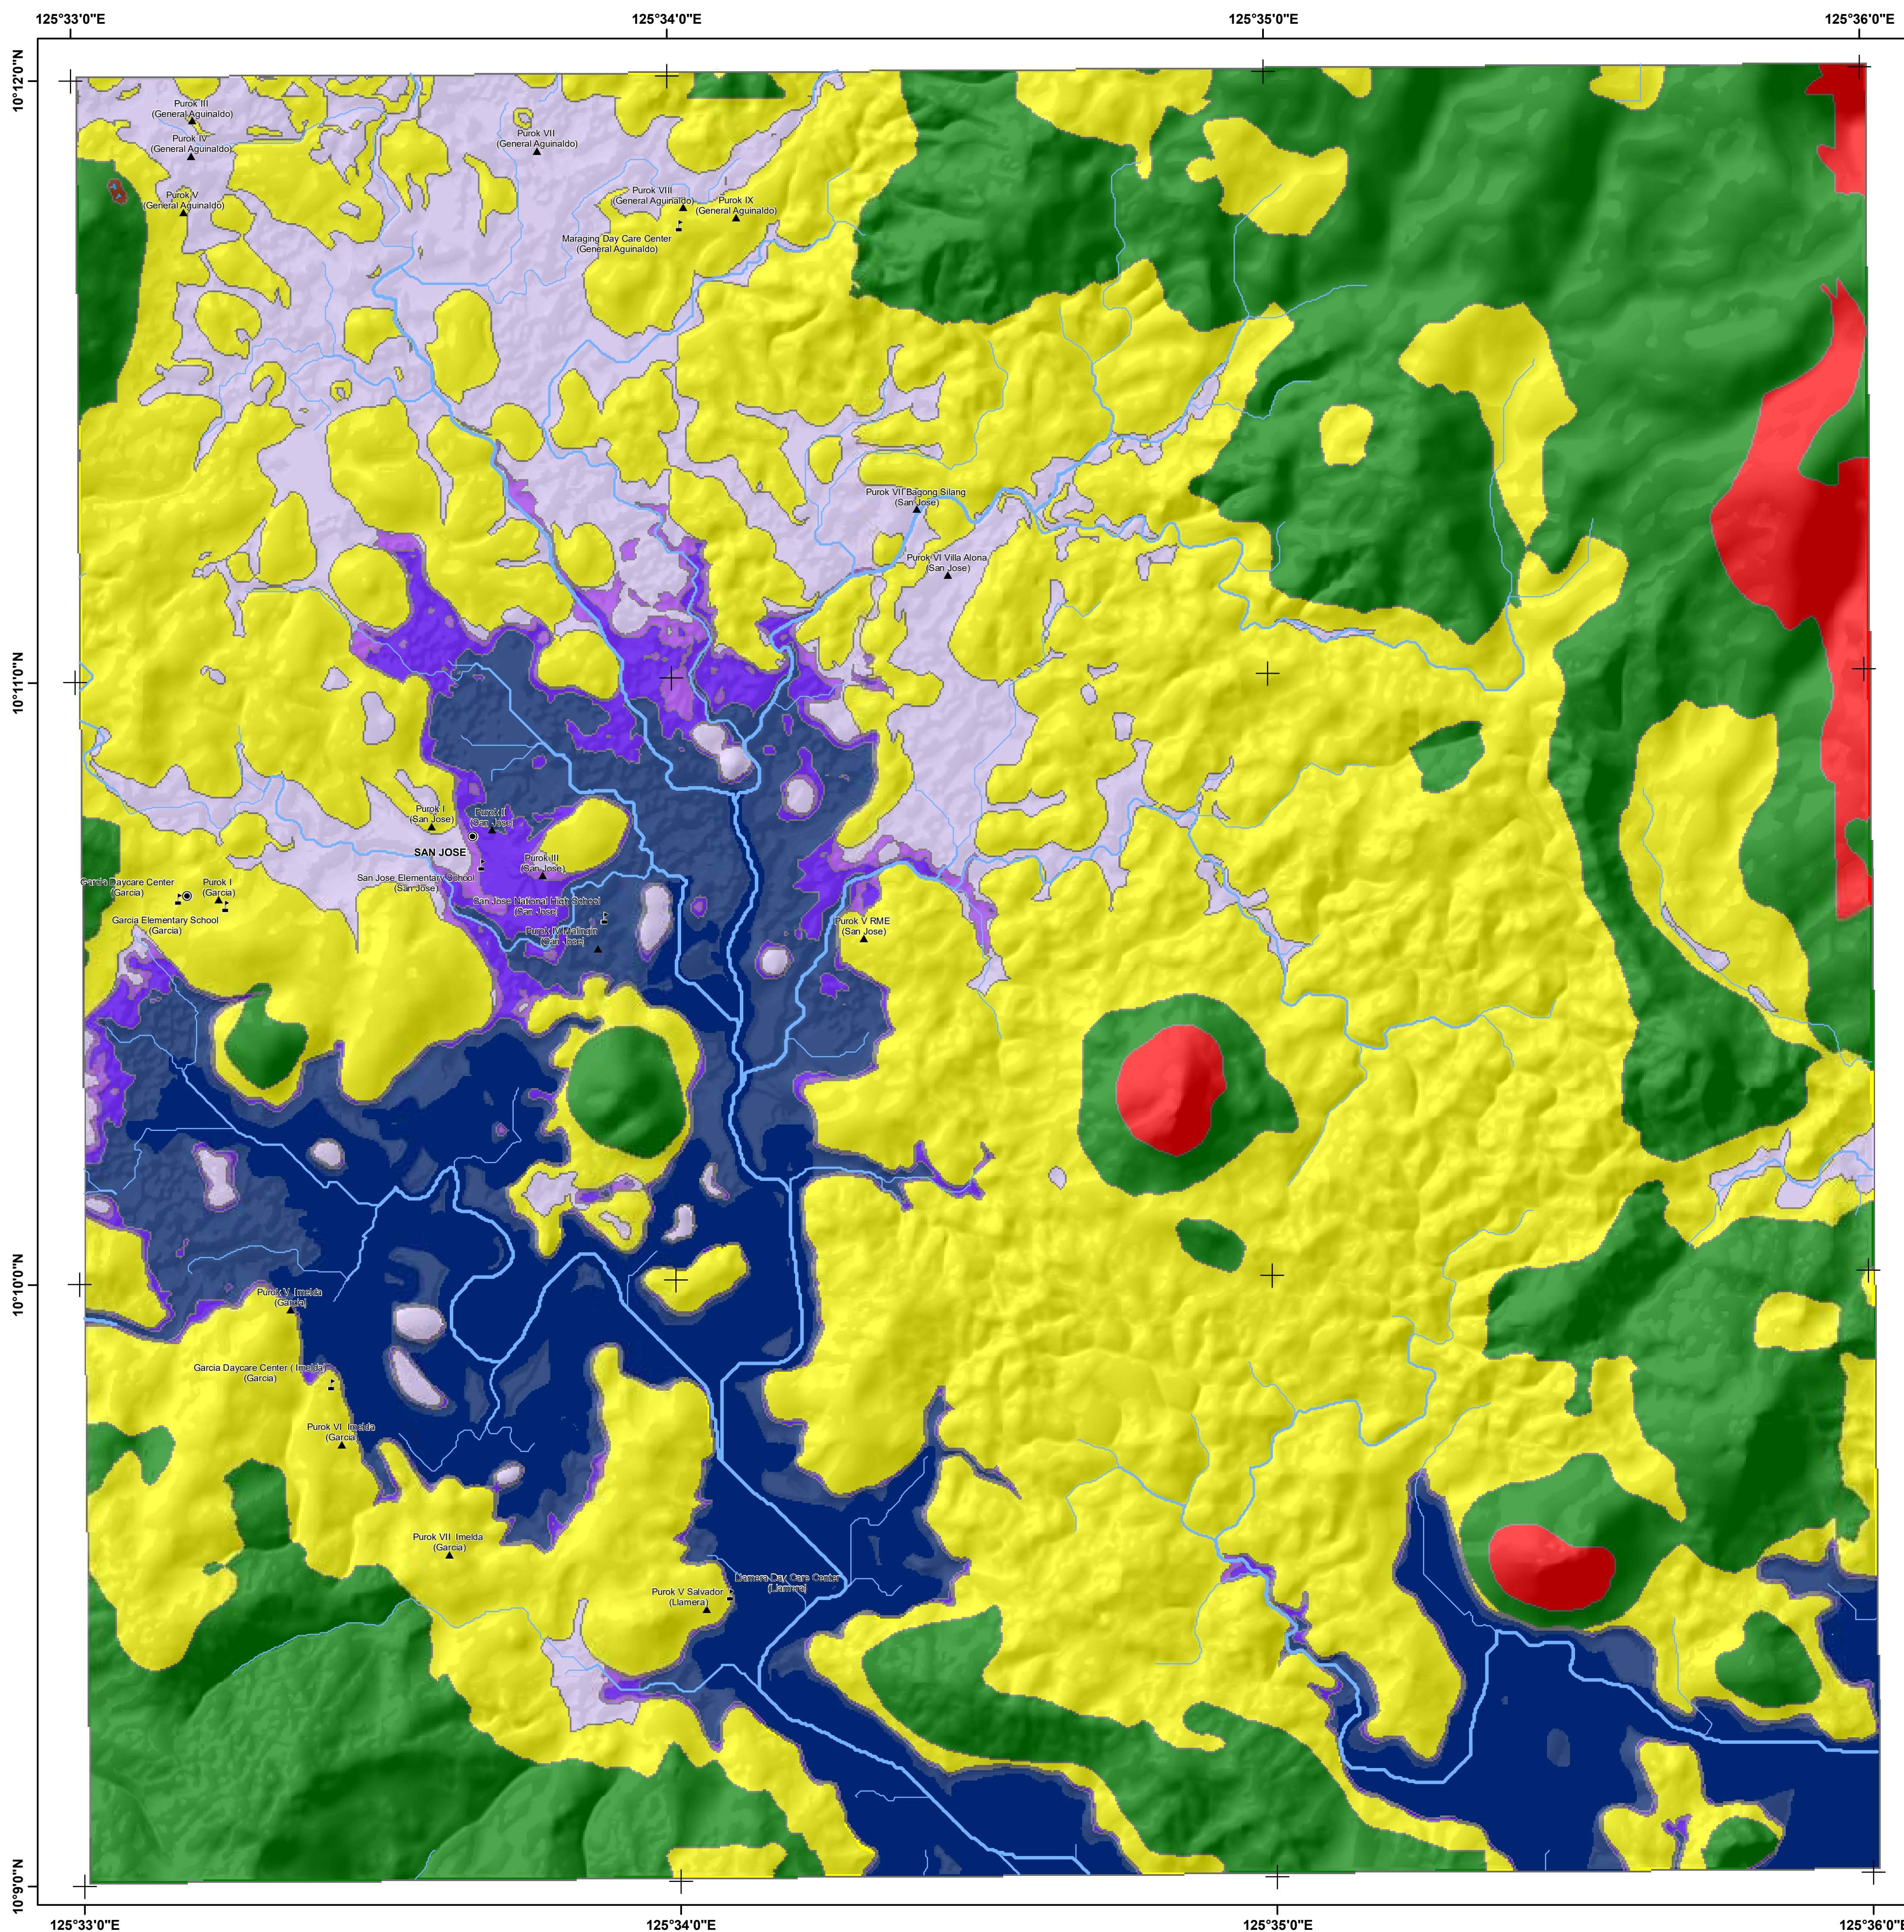 125°33'0"E
125°34'0"E
125°35'0"E
125°36'0"E
10°12'0"N
Purok III
(General Aguinaldo)
Purok IV
(General Aguinaldo)
Purok VII
(General Aguinaldo)
Purok V
(General Aguinaldo)
Purok VIII
(General Aguinaldo)
Purok IX
(General Aguinaldo)
Maraging Day Care Center
(General Aguinaldo)
Purok VII Bagong Silang
(San Jose)
Purok VI Villa Alona
(San Jose)
10°11'0"N
Purok I
(San Jose)
Purok II
(San Jose)
SAN JOSE
Purok III
(San Jose)
San Jose Elementary School
(San Jose)
Garcia Daycare Center
(Garcia)
Purok I
(Garcia)
San Jose National High School
(San Jose)
Garcia Elementary School
(Garcia)
Purok IV Malingin
(San Jose)
Purok V RME
(San Jose)
10°10'0"N
Purok V Imelda
(Garcia)
Garcia Daycare Center ( Imelda)
(Garcia)
Purok VI Imelda
(Garcia)
Purok VII Imelda
(Garcia)
Llamera Day Care Center
(Llamera)
Purok V Salvador
(Llamera)
10°9'0"N
125°33'0"E
125°34'0"E
125°35'0"E
125°36'0"E